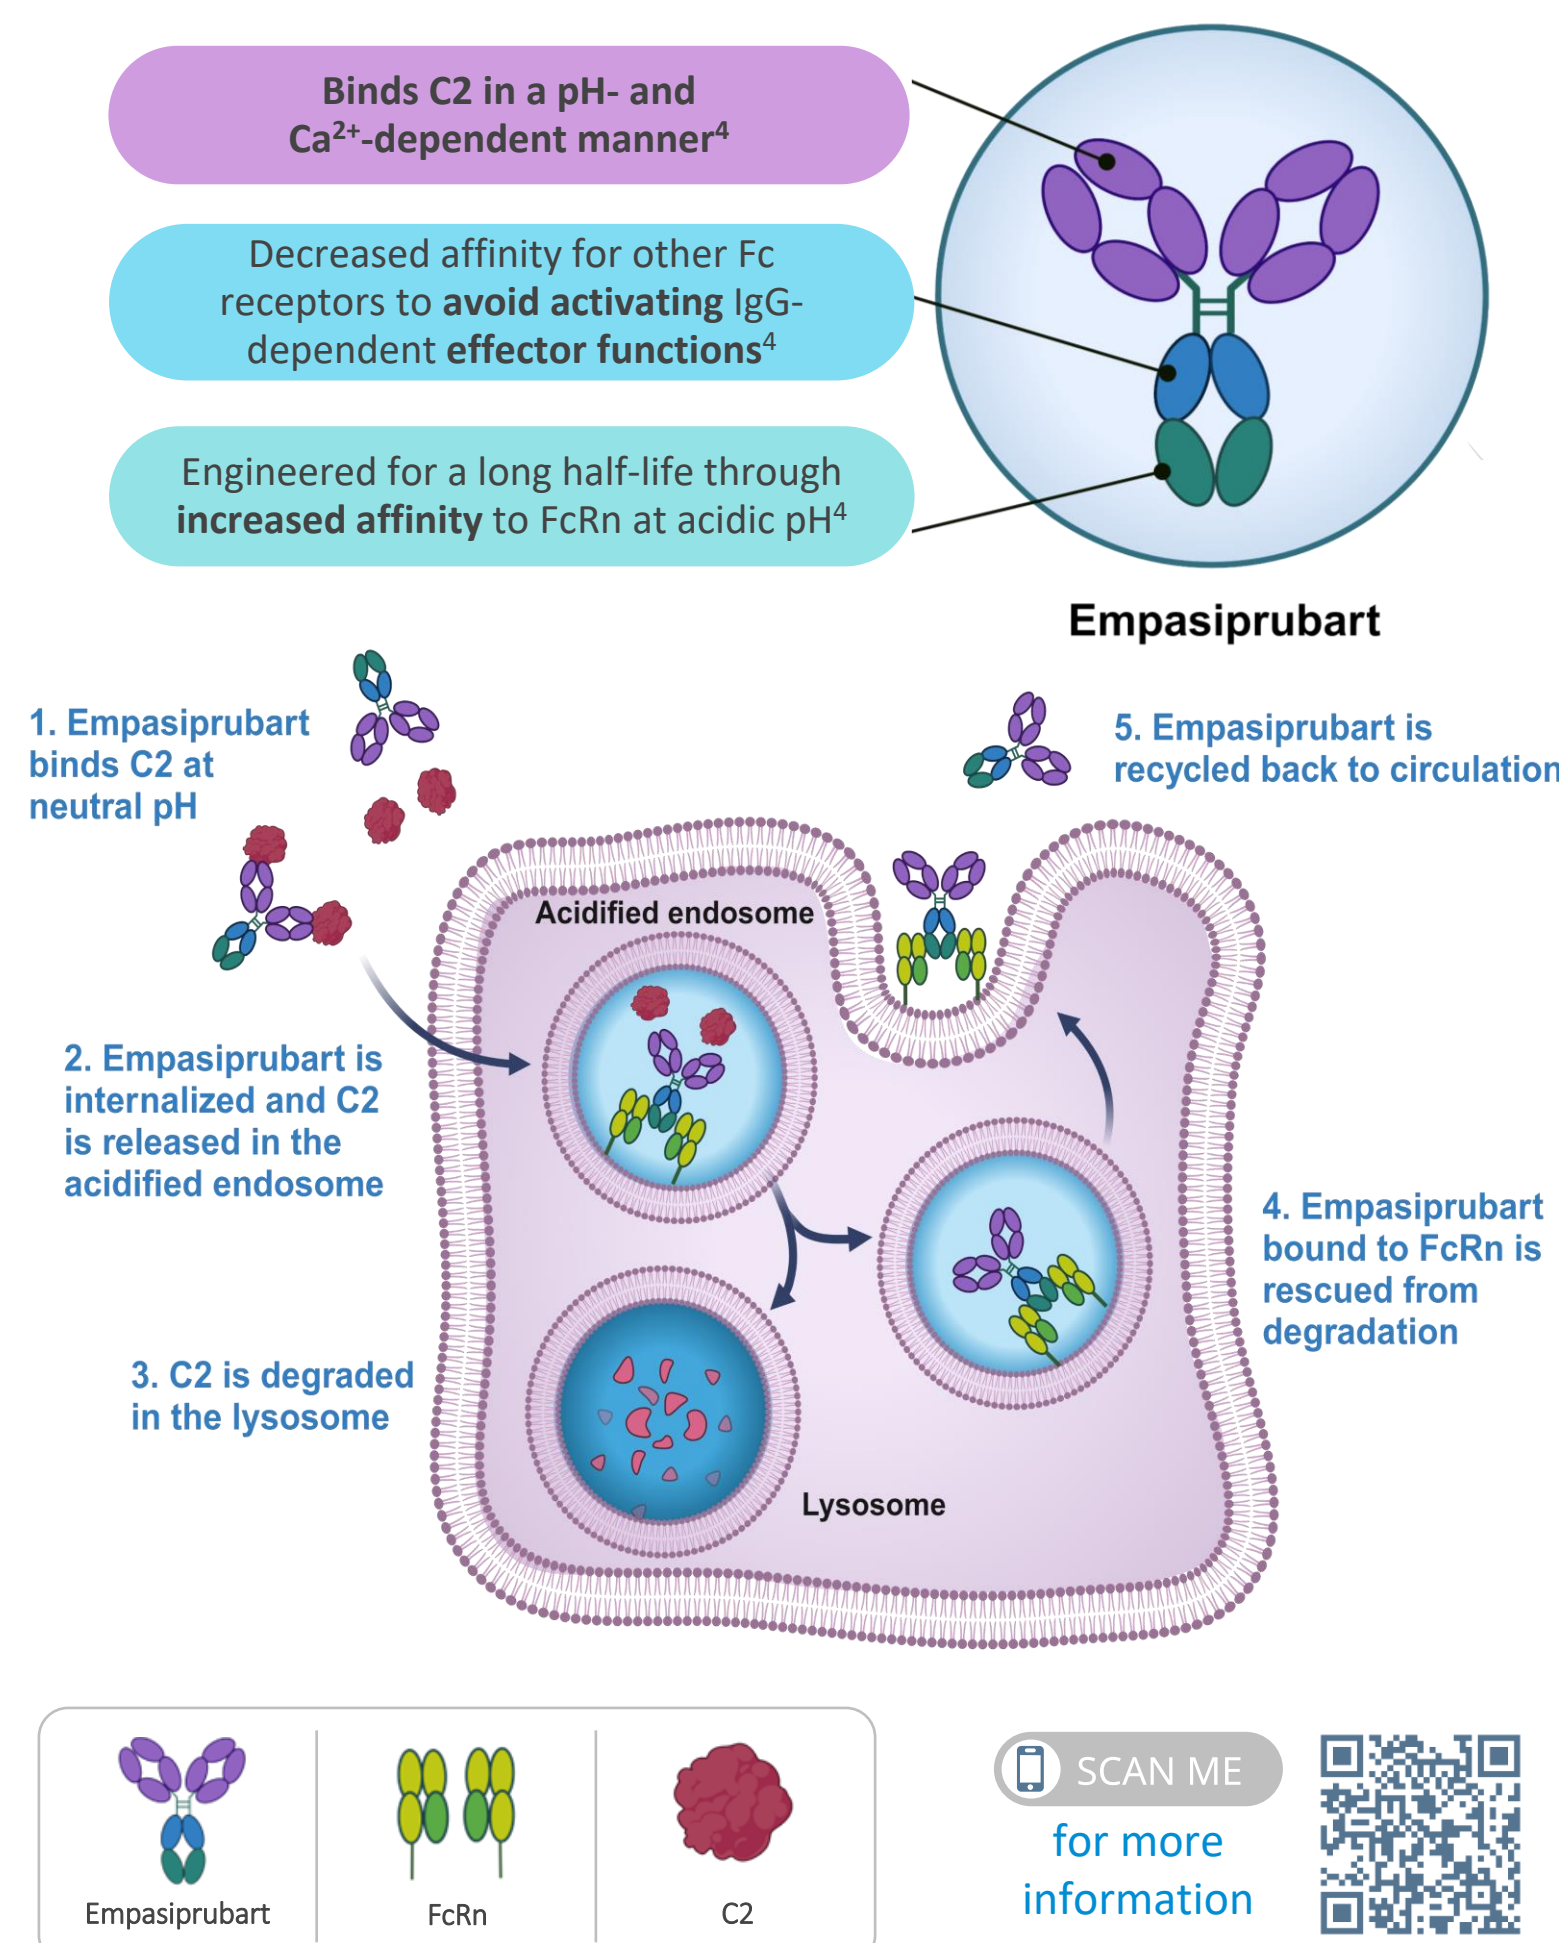 Binds C2 in a pH- and
Ca²⁺-dependent manner⁴
Decreased affinity for other Fc
receptors to avoid activating IgG-
dependent effector functions⁴
Engineered for a long half-life through
increased affinity to FcRn at acidic pH⁴
Empasiprubart
1. Empasiprubart
binds C2 at
neutral pH
5. Empasiprubart is
recycled back to circulation
Acidified endosome
2. Empasiprubart is
internalized and C2
is released in the
acidified endosome
4. Empasiprubart
bound to FcRn is
rescued from
degradation
3. C2 is degraded
in the lysosome
Lysosome
Empasiprubart
FcRn
C2
SCAN ME
for more
information